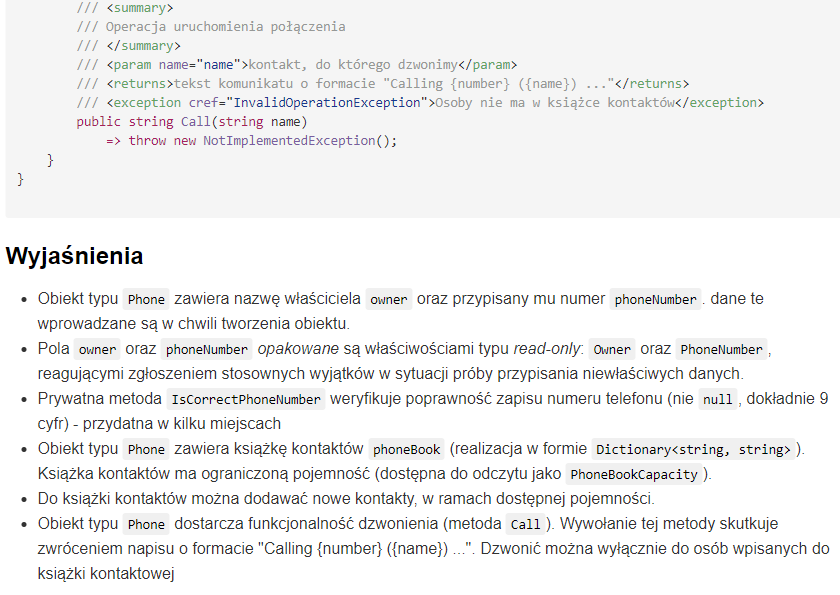 /// <summary>
/// Operacja uruchomienia połączenia
/// </summary>
/// <param name="name">kontakt, do którego dzwonimy</param>
/// <returns>tekst komunikatu o formacie "Calling {number} ({name}) ..."</returns>
/// <exception cref="InvalidOperationException">Osoby nie ma w książce kontaktów</exception>
public string Call(string name)
=> throw new NotImplementedException();
}
}
Wyjaśnienia
• Obiekt typu Phone zawiera nazwę właściciela owner oraz przypisany mu numer phoneNumber. dane te
wprowadzane są w chwili tworzenia obiektu.
• Pola owner oraz phoneNumber opakowane są właściwościami typu read-only: Owner oraz PhoneNumber,
reagującymi zgłoszeniem stosownych wyjątków w sytuacji próby przypisania niewłaściwych danych.
• Prywatna metoda IsCorrectPhoneNumber weryfikuje poprawność zapisu numeru telefonu (nie null, dokładnie 9
cyfr) - przydatna w kilku miejscach
• Obiekt typu Phone zawiera książkę kontaktów phoneBook (realizacja w formie Dictionary<string, string>).
Książka kontaktów ma ograniczoną pojemność (dostępna do odczytu jako PhoneBookCapacity).
• Do książki kontaktów można dodawać nowe kontakty, w ramach dostępnej pojemności.
• Obiekt typu Phone dostarcza funkcjonalność dzwonienia (metoda Call). Wywołanie tej metody skutkuje
zwróceniem napisu o formacie "Calling {number} ({name}) ...". Dzwonić można wyłącznie do osób wpisanych do
książki kontaktowej